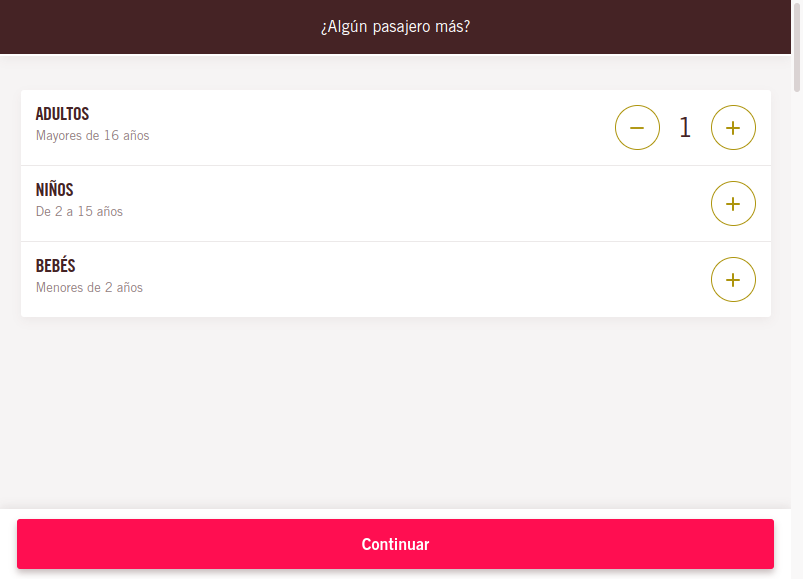 ¿Algún pasajero más?
ADULTOS
Mayores de 16 años
1
NIÑOS
De 2 a 15 años
BEBÉS
Menores de 2 años
Continuar